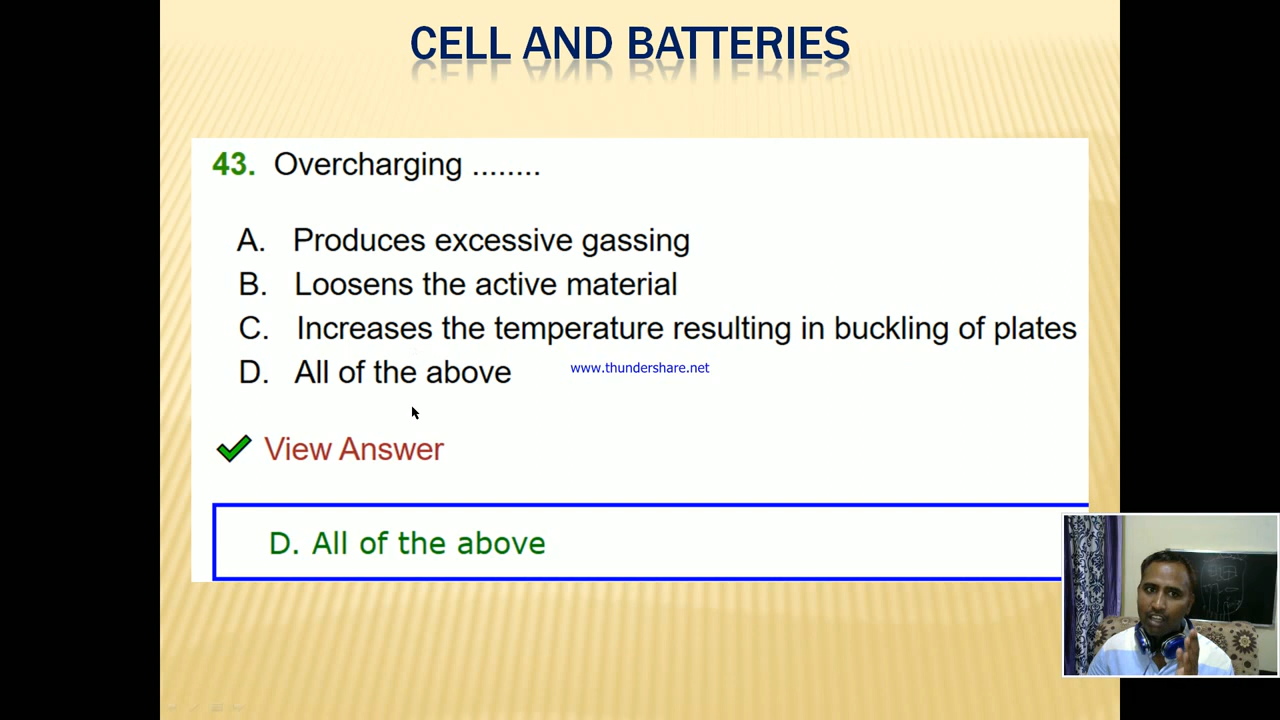 CELL AND BATTERIES
43. Overcharging ........
A. Produces excessive gassing
B. Loosens the active material
C. Increases the temperature resulting in buckling of plates
D. All of the above
www.thundershare.net
View Answer
D. All of the above